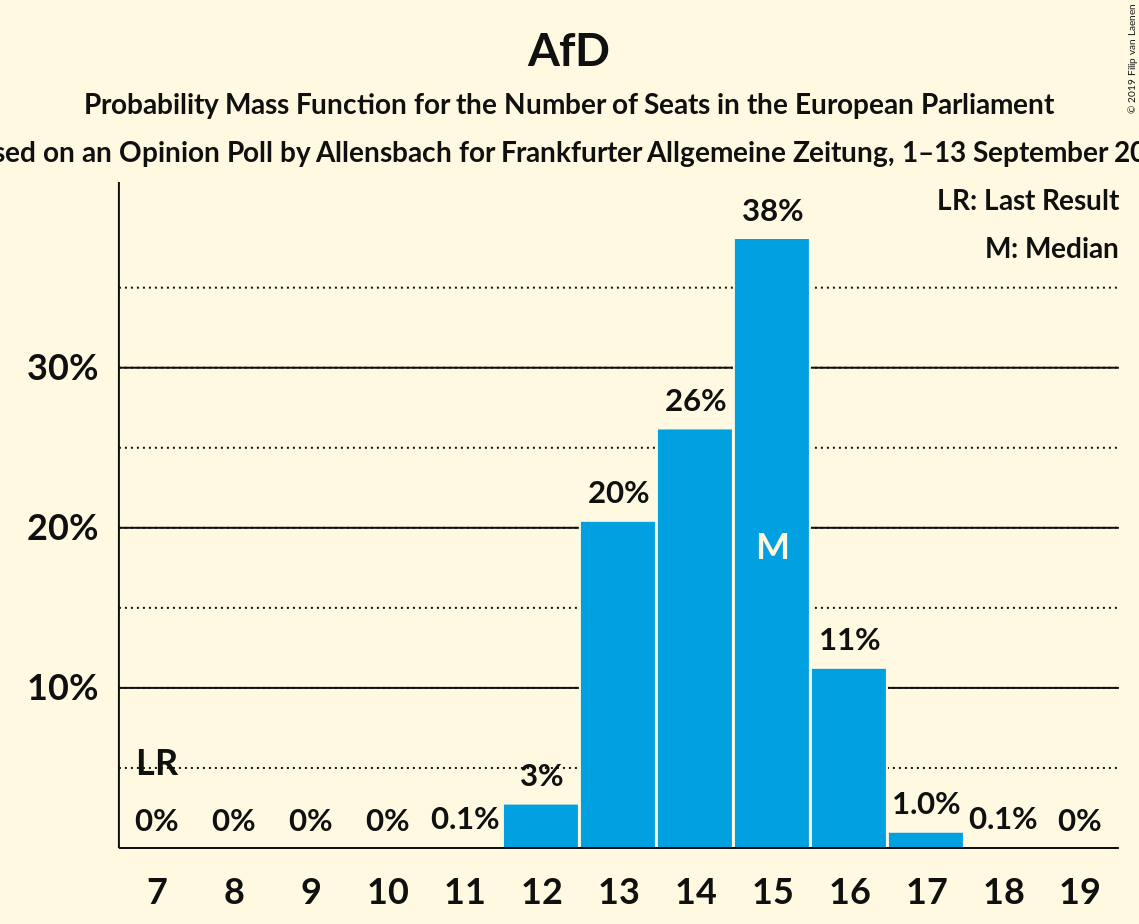 AfD
Probability Mass Function for the Number of Seats in the European Parliament
sed on an Opinion Poll by Allensbach for Frankfurter Allgemeine Zeitung, 1–13 September 20
© 2019 Filip van Laenen
LR: Last Result
M: Median
38%
30%
26%
20%
20%
M
11%
10%
LR
3%
0% 0% 0% 0% 0.1% 1.0% 0.1% 0%
7 8 9 10 11 12 13 14 15 16 17 18 19